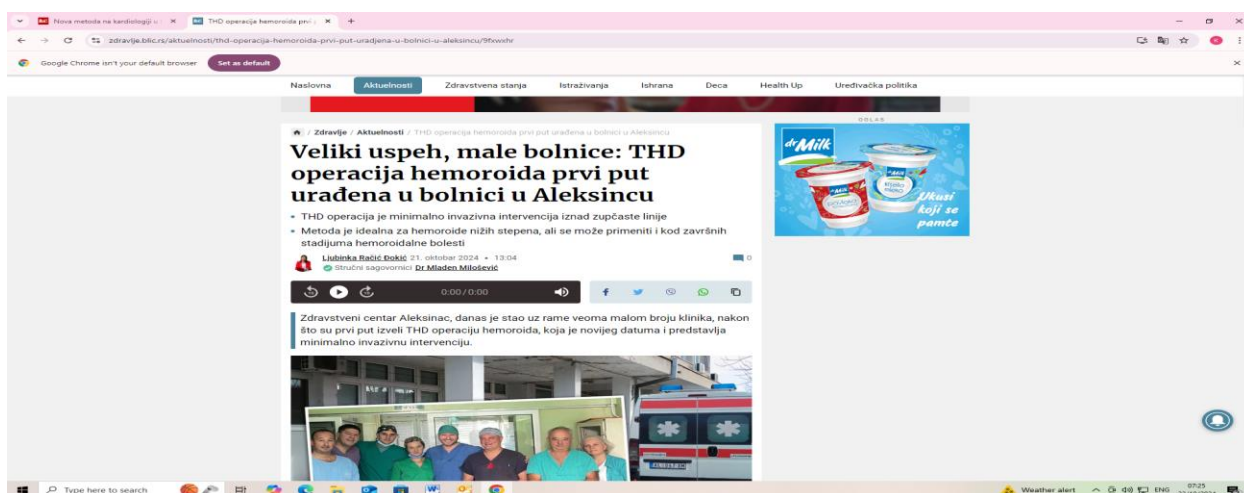 Nova metoda na kardiologiji u
THD operacija hemoroida prvi p
zdravlje.blic.rs/aktuelnosti/thd-operacija-hemoroida-prvi-put-uradjena-u-bolnici-u-aleksincu/9fxwxhr
Google Chrome isn't your default browser
Set as default
Naslovna Aktuelnosti Zdravstvena stanja Istraživanja Ishrana Deca Health Up Uređivačka politika
OGLAS
/ Zdravlje / Aktuelnosti / THD operacija hemoroida prvi put urađena u bolnici u Aleksincu
Veliki uspeh, male bolnice: THD
operacija hemoroida prvi put
urađena u bolnici u Aleksincu
• THD operacija je minimalno invazivna intervencija iznad zupčaste linije
• Metoda je idealna za hemoroide nižih stepena, ali se može primeniti i kod završnih
stadijuma hemoroidalne bolesti
Ljubinka Račić Đokić 21. oktobar 2024 • 13:04
0
Stručni sagovornici Dr Mladen Milošević
0:00/0:00
Zdravstveni centar Aleksinac, danas je stao uz rame veoma malom broju klinika, nakon
što su prvi put izveli THD operaciju hemoroida, koja je novijeg datuma i predstavlja
minimalno invazivnu intervenciju.
dr Milk
Ukusi
koji se
pamte
Type here to search
Weather alert
ENG
07:25